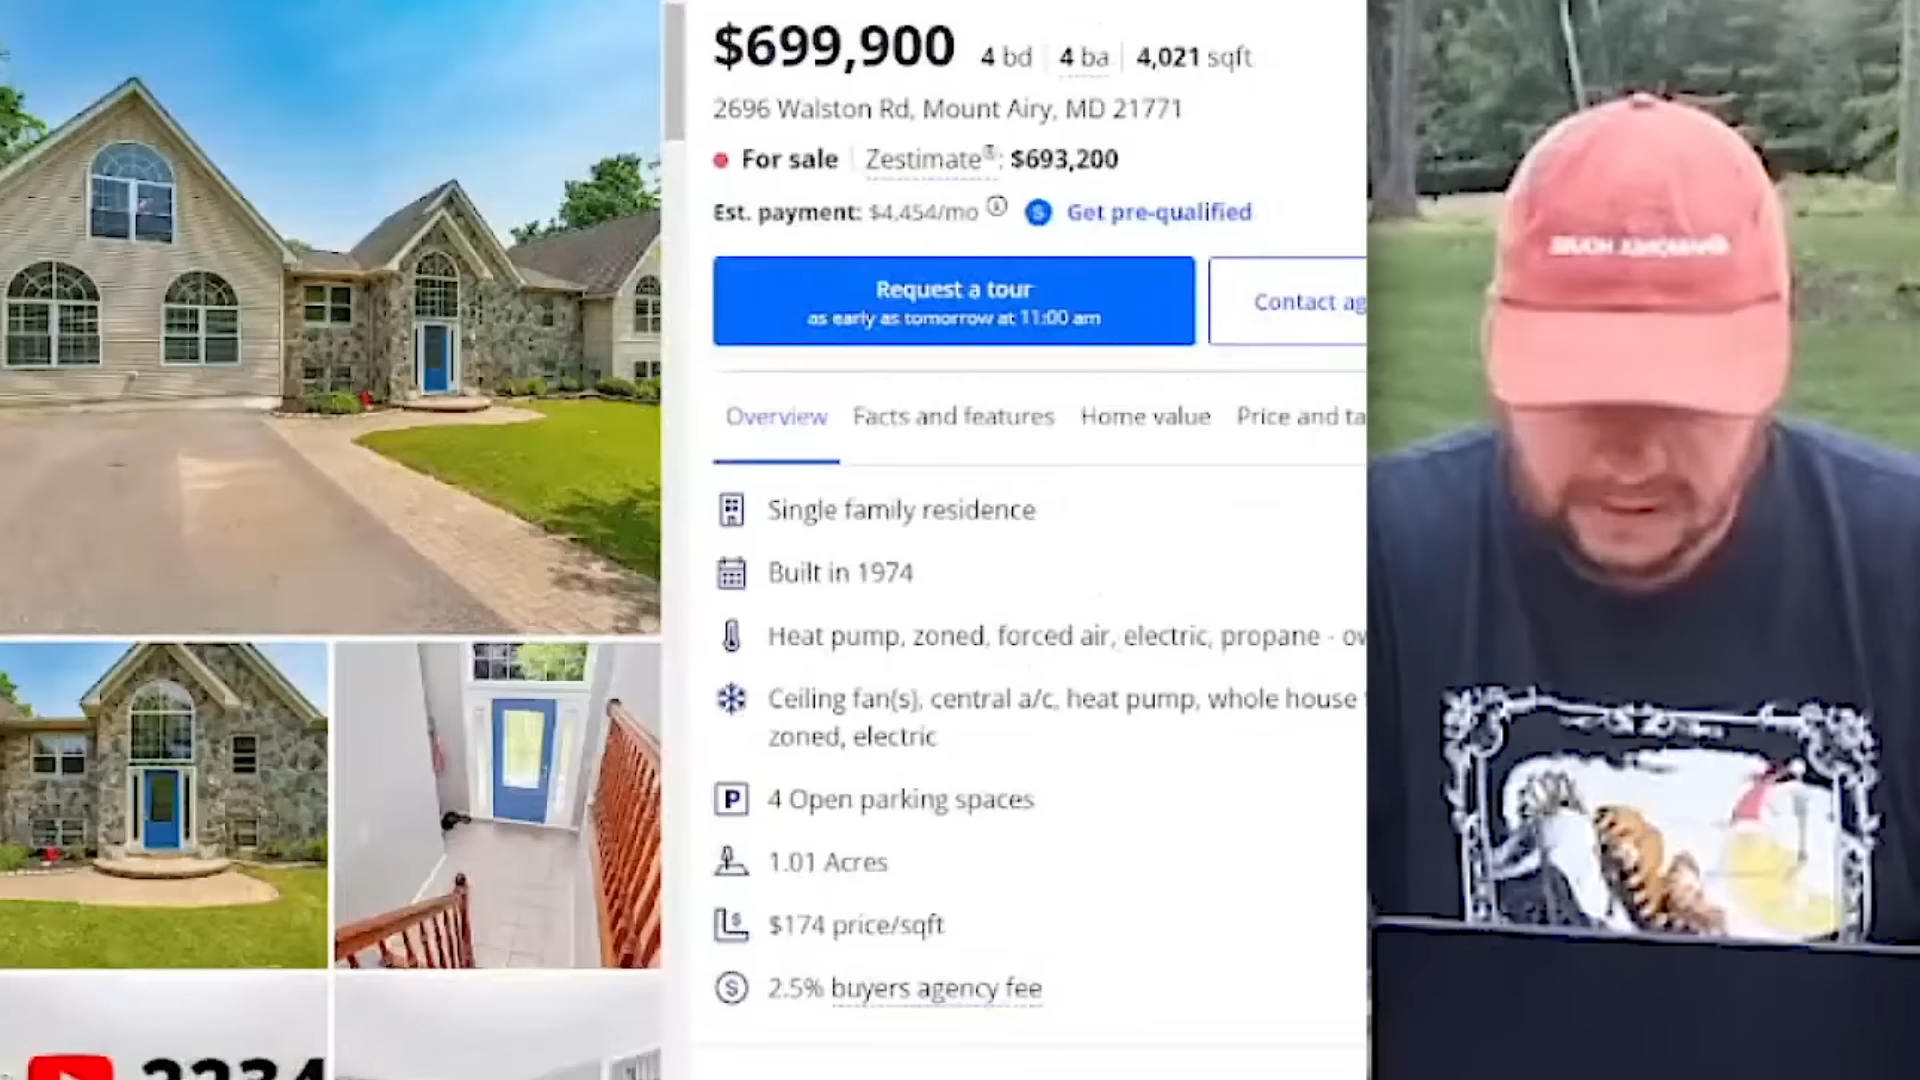 $699,900 4 bd 4 ba 4,021 sqft
2696 Walston Rd, Mount Airy, MD 21771
For sale Zestimate®: $693,200
Est. payment: $4,454/mo Get pre-qualified
Request a tour
as early as tomorrow at 11:00 am
Contact ag
Overview Facts and features Home value Price and ta
Single family residence
Built in 1974
Heat pump, zoned, forced air, electric, propane - ow
Ceiling fan(s), central a/c, heat pump, whole house
zoned, electric
P 4 Open parking spaces
1.01 Acres
$ $174 price/sqft
$ 2.5% buyers agency fee
2234